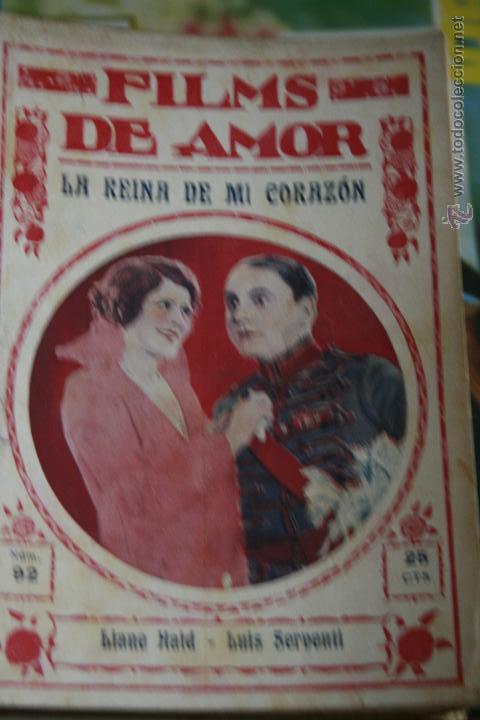 FILMS
DE AMOR
LA REINA DE MI CORAZÓN
Núm.
92
25
CTS
Liane Haid - Luis Serventi
www.todocoleccion.net